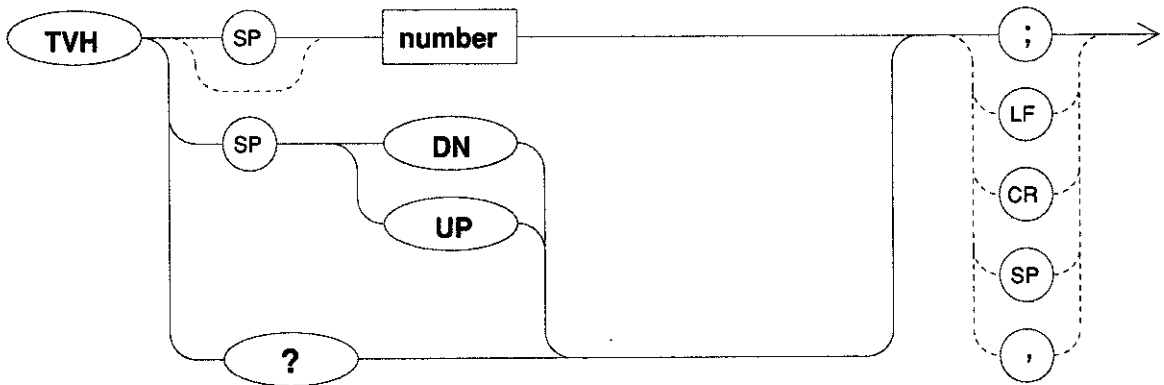 TVH SP number ;
LF
SP DN
CR
UP
SP
? ,